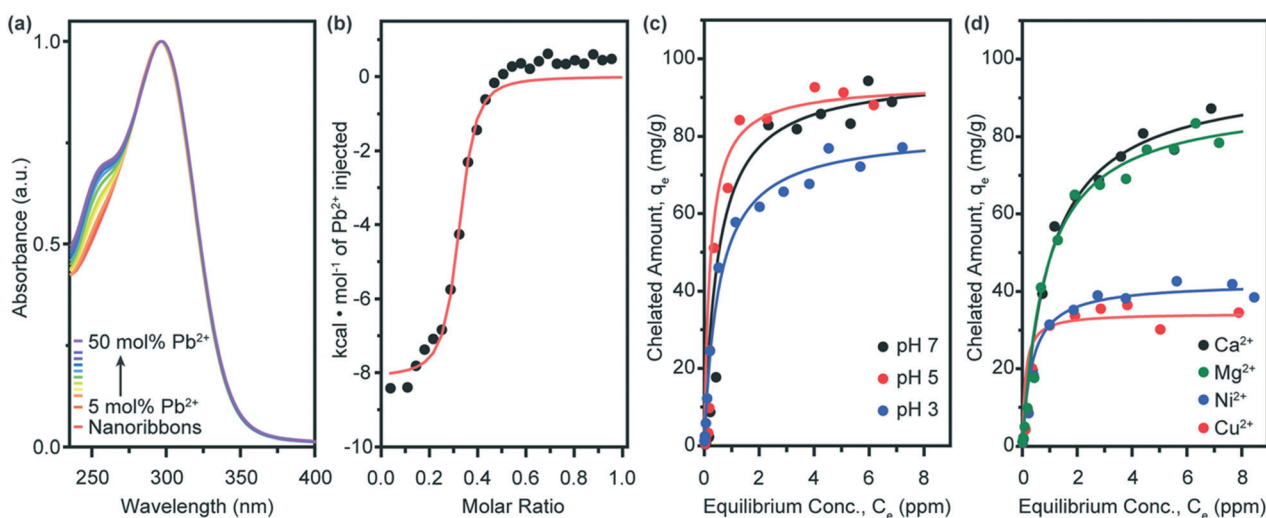 (a)
1.0
0.5
0.0
Absorbance (a.u.)
50 mol% Pb²⁺
5 mol% Pb²⁺
Nanoribbons
250 300 350 400
Wavelength (nm)
(b)
0
-2
-4
-6
-8
-10
kcal • mol⁻¹ of Pb²⁺ injected
0.0 0.2 0.4 0.6 0.8 1.0
Molar Ratio
(c)
100
80
60
40
20
0
Chelated Amount, qₑ (mg/g)
pH 7
pH 5
pH 3
0 2 4 6 8
Equilibrium Conc., Cₑ (ppm)
(d)
100
80
60
40
20
0
Chelated Amount, qₑ (mg/g)
Ca²⁺
Mg²⁺
Ni²⁺
Cu²⁺
0 2 4 6 8
Equilibrium Conc., Cₑ (ppm)